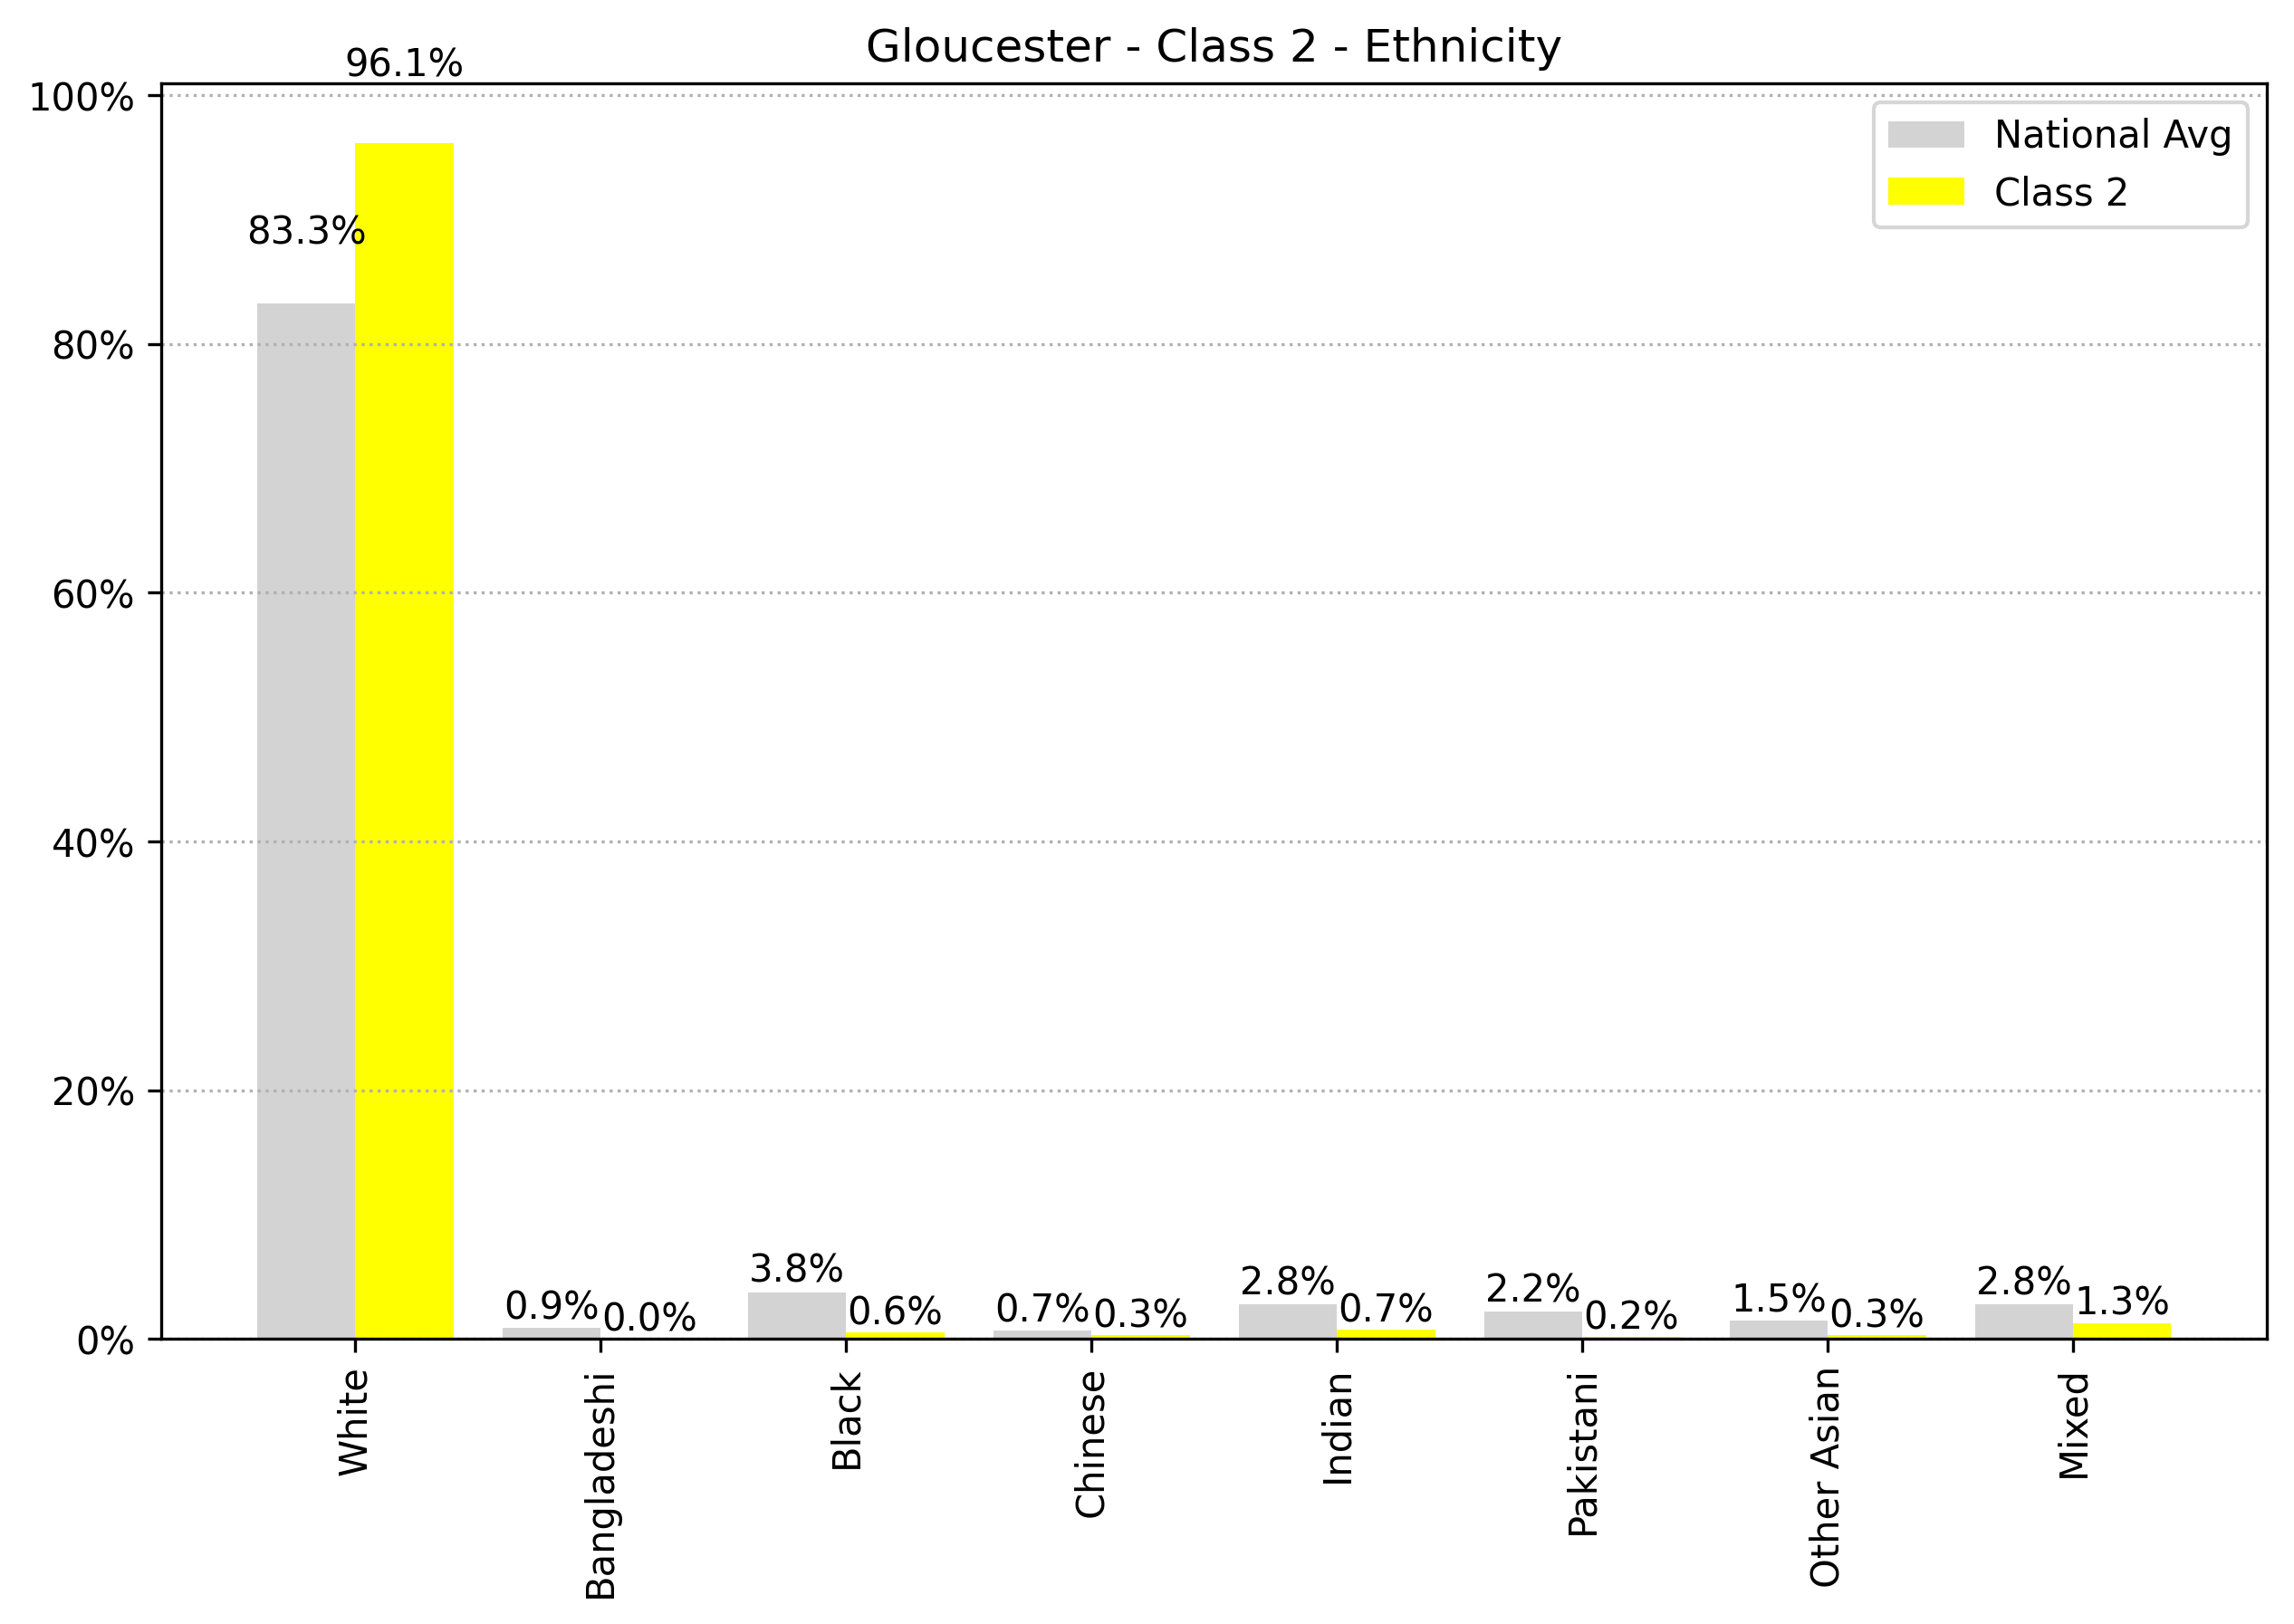 Gloucester - Class 2 - Ethnicity
96.1%
83.3%
100%
80%
60%
40%
20%
0%
National Avg
Class 2
0.9%
0.0%
3.8%
0.6%
0.7%
0.3%
2.8%
0.7%
2.2%
0.2%
1.5%
0.3%
2.8%
1.3%
White
Bangladeshi
Black
Chinese
Indian
Pakistani
Other Asian
Mixed